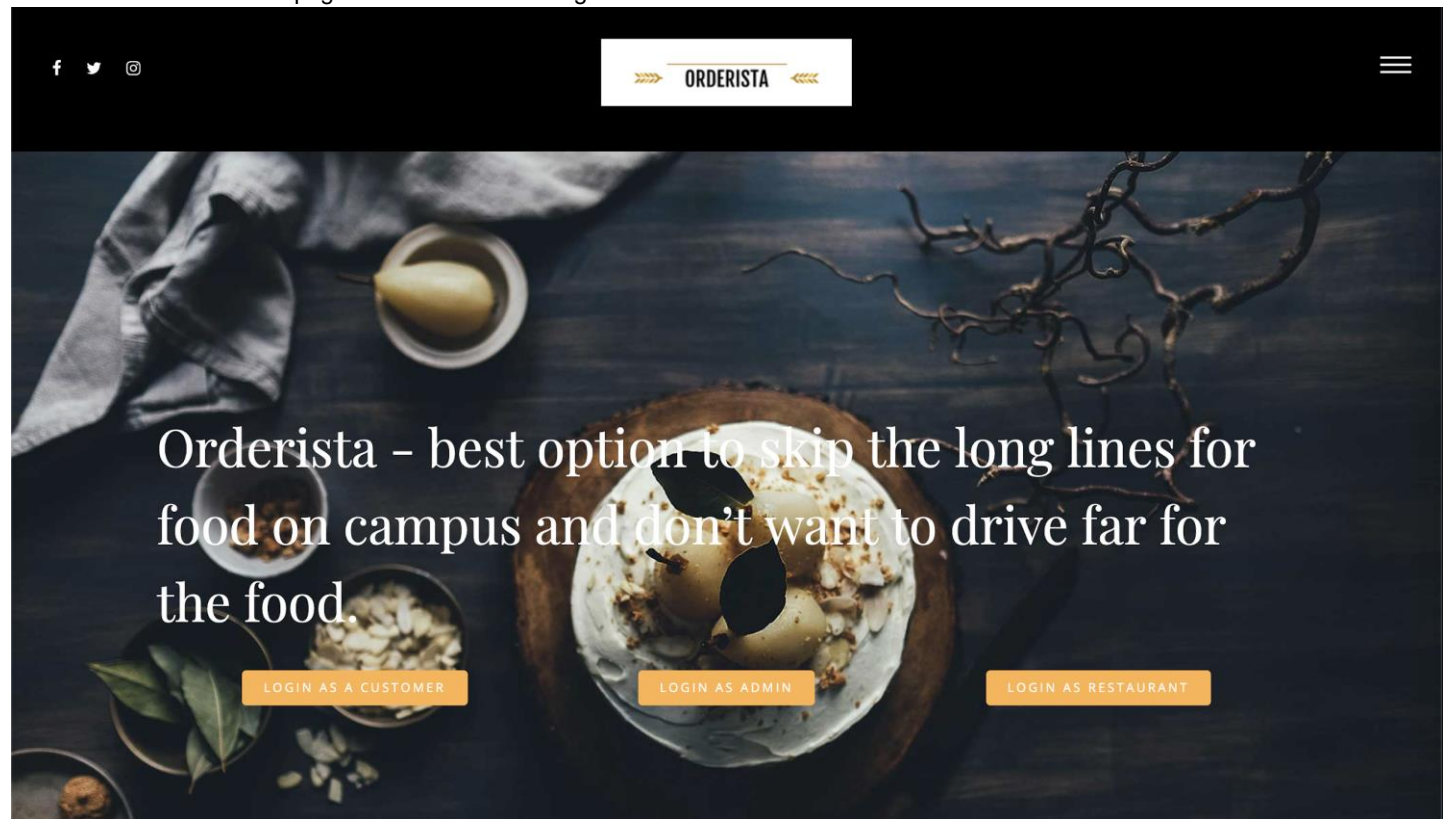 ORDERISTA
Orderista - best option to skip the long lines for
food on campus and don't want to drive far for
the food.
LOGIN AS A CUSTOMER
LOGIN AS ADMIN
LOGIN AS RESTAURANT